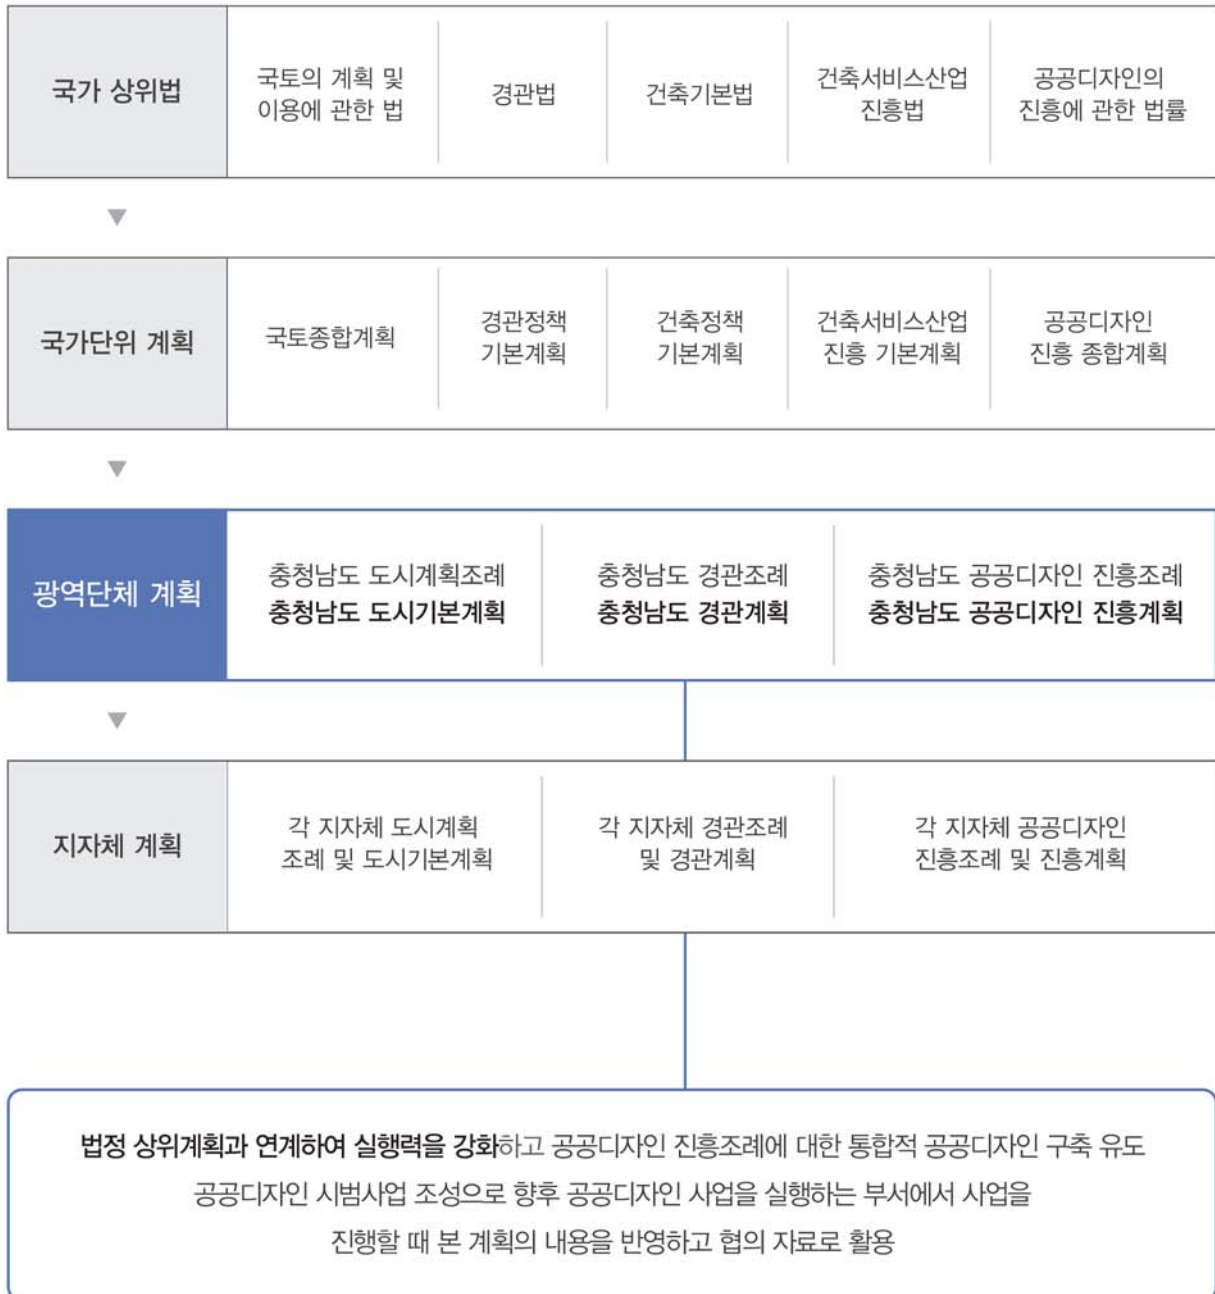 국가 상위법
국토의 계획 및
이용에 관한 법
경관법
건축기본법
건축서비스산업
진흥법
공공디자인의
진흥에 관한 법률
국가단위 계획
국토종합계획
경관정책
기본계획
건축정책
기본계획
건축서비스산업
진흥 기본계획
공공디자인
진흥 종합계획
광역단체 계획
충청남도 도시계획조례
충청남도 도시기본계획
충청남도 경관조례
충청남도 경관계획
충청남도 공공디자인 진흥조례
충청남도 공공디자인 진흥계획
지자체 계획
각 지자체 도시계획
조례 및 도시기본계획
각 지자체 경관조례
및 경관계획
각 지자체 공공디자인
진흥조례 및 진흥계획
법정 상위계획과 연계하여 실행력을 강화하고 공공디자인 진흥조례에 대한 통합적 공공디자인 구축 유도
공공디자인 시범사업 조성으로 향후 공공디자인 사업을 실행하는 부서에서 사업을
진행할 때 본 계획의 내용을 반영하고 협의 자료로 활용